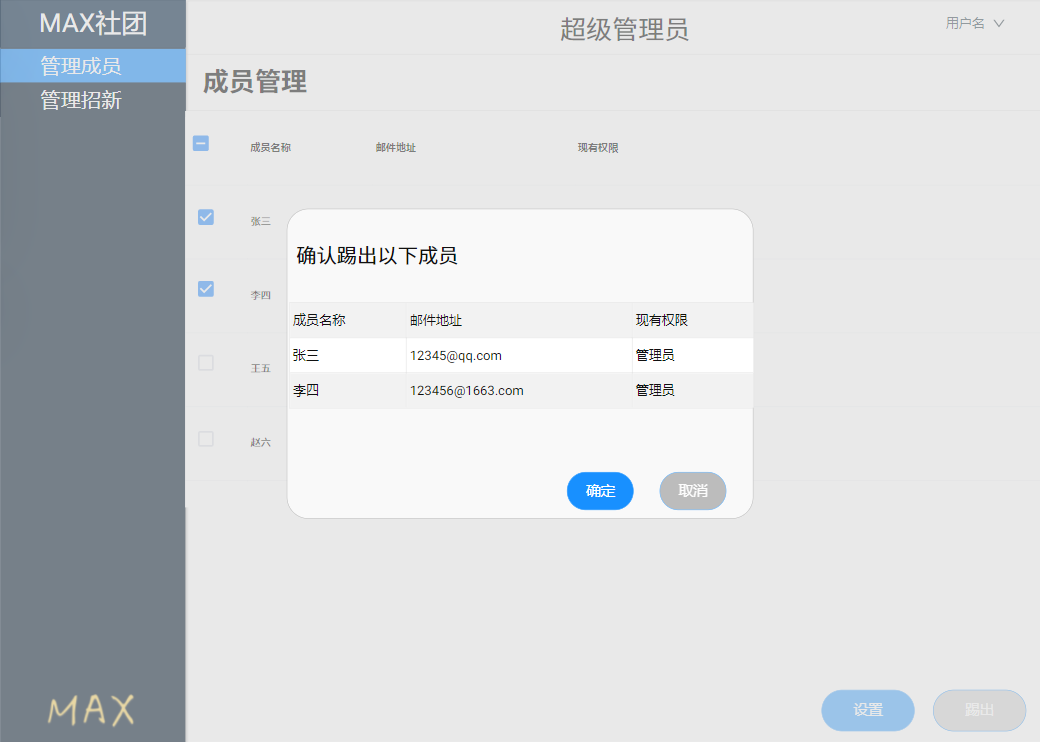 MAX社团
超级管理员
用户名
管理成员
管理招新
成员管理
成员名称 邮件地址 现有权限
张三
李四
王五
赵六
确认踢出以下成员
成员名称 邮件地址 现有权限
张三 12345@qq.com 管理员
李四 123456@1663.com 管理员
确定 取消
MAX
设置 踢出